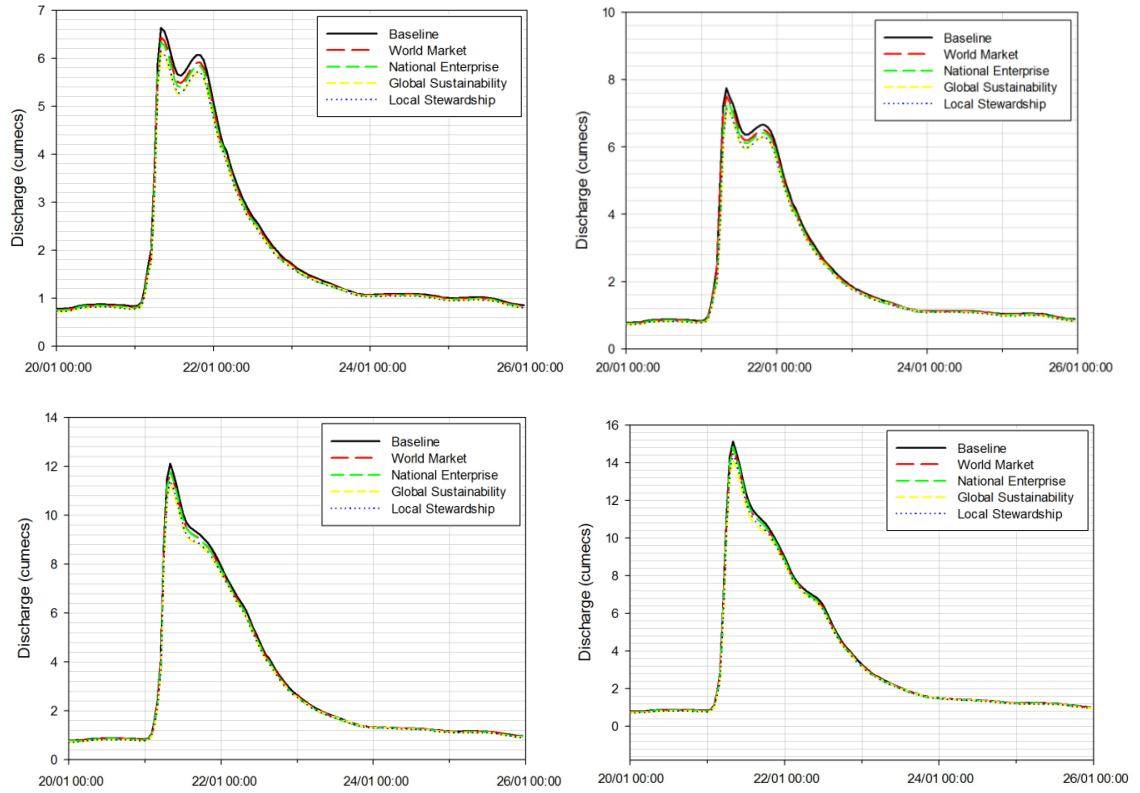 7
6
5
4
3
2
1
0
Discharge (cumecs)
Baseline
World Market
National Enterprise
Global Sustainability
Local Stewardship
20/01 00:00
22/01 00:00
24/01 00:00
26/01 00:00
10
8
6
4
2
0
Discharge (cumecs)
Baseline
World Market
National Enterprise
Global Sustainability
Local Stewardship
20/01 00:00
22/01 00:00
24/01 00:00
26/01 00:00
14
12
10
8
6
4
2
0
Discharge (cumecs)
Baseline
World Market
National Enterprise
Global Sustainability
Local Stewardship
20/01 00:00
22/01 00:00
24/01 00:00
26/01 00:00
16
14
12
10
8
6
4
2
0
Discharge (cumecs)
Baseline
World Market
National Enterprise
Global Sustainability
Local Stewardship
20/01 00:00
22/01 00:00
24/01 00:00
26/01 00:00